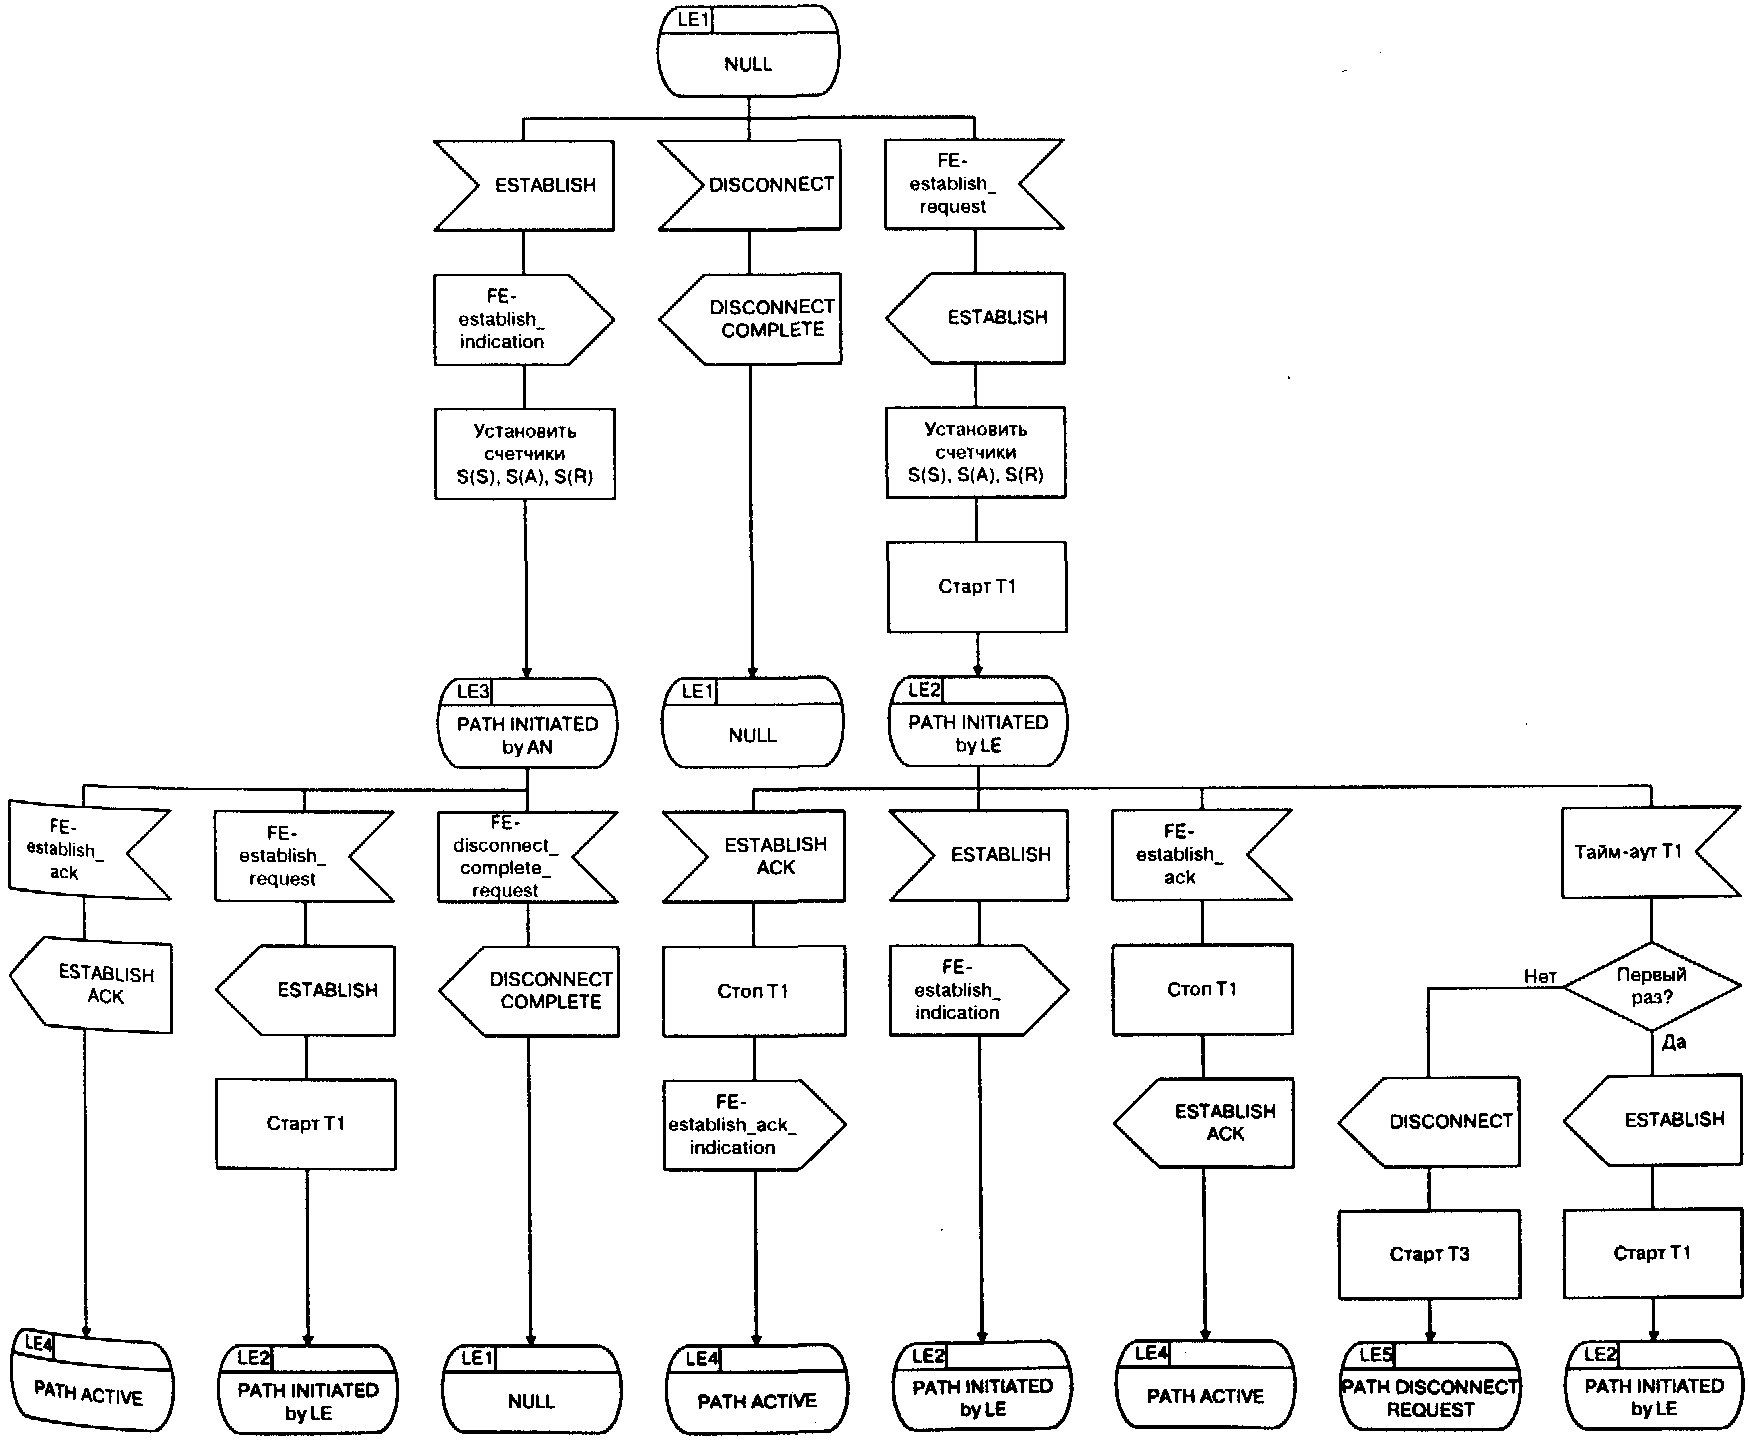 LE1
NULL
ESTABLISH
DISCONNECT
FE-
establish_
request
FE-
establish_
indication
DISCONNECT
COMPLETE
ESTABLISH
Установить
счетчики
S(S), S(A), S(R)
Установить
счетчики
S(S), S(A), S(R)
Старт T1
LE3
PATH INITIATED
by AN
LE1
NULL
LE2
PATH INITIATED
by LE
FE-
establish_
ack
FE-
establish_
request
FE-
disconnect_
complete_
request
ESTABLISH
ACK
ESTABLISH
FE-
establish_
ack
Тайм-аут T1
ESTABLISH
ACK
ESTABLISH
DISCONNECT
COMPLETE
Стоп T1
FE-
establish_
indication
Стоп T1
Нет
Первый
раз?
Да
Старт T1
FE-
establish_ack_
indication
ESTABLISH
ACK
DISCONNECT
ESTABLISH
Старт T3
Старт T1
LE4
PATH ACTIVE
LE2
PATH INITIATED
by LE
LE1
NULL
LE4
PATH ACTIVE
LE2
PATH INITIATED
by LE
LE4
PATH ACTIVE
LE5
PATH DISCONNECT
REQUEST
LE2
PATH INITIATED
by LE